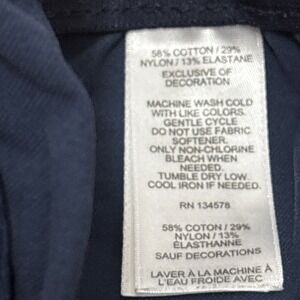 58% COTTON / 29%
NYLON / 13% ELASTANE
EXCLUSIVE OF
DECORATION
MACHINE WASH COLD
WITH LIKE COLORS.
GENTLE CYCLE
DO NOT USE FABRIC
SOFTENER.
ONLY NON-CHLORINE
BLEACH WHEN
NEEDED.
TUMBLE DRY LOW.
COOL IRON IF NEEDED.
RN 134578
58% COTTON / 29%
NYLON / 13%
ÉLASTHANNE
SAUF DECORATIONS
LAVER À LA MACHINE À
L'EAU FROIDE AVEC